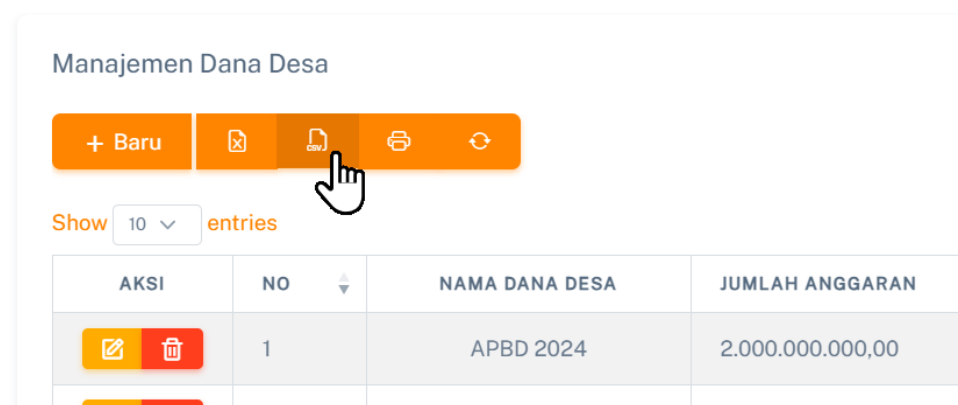 Manajemen Dana Desa
+ Baru
CSV
Show 10 entries
AKSI NO NAMA DANA DESA JUMLAH ANGGARAN
1 APBD 2024 2.000.000.000,00